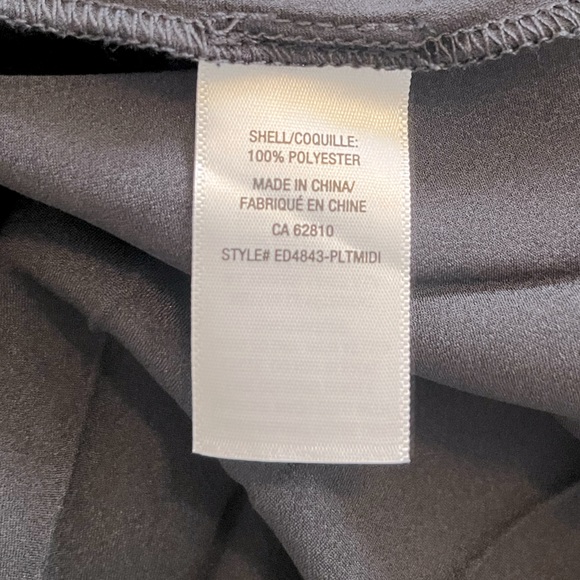 SHELL/COQUILLE:
100% POLYESTER
MADE IN CHINA/
FABRIQUÉ EN CHINE
CA 62810
STYLE# ED4843-PLTMIDI